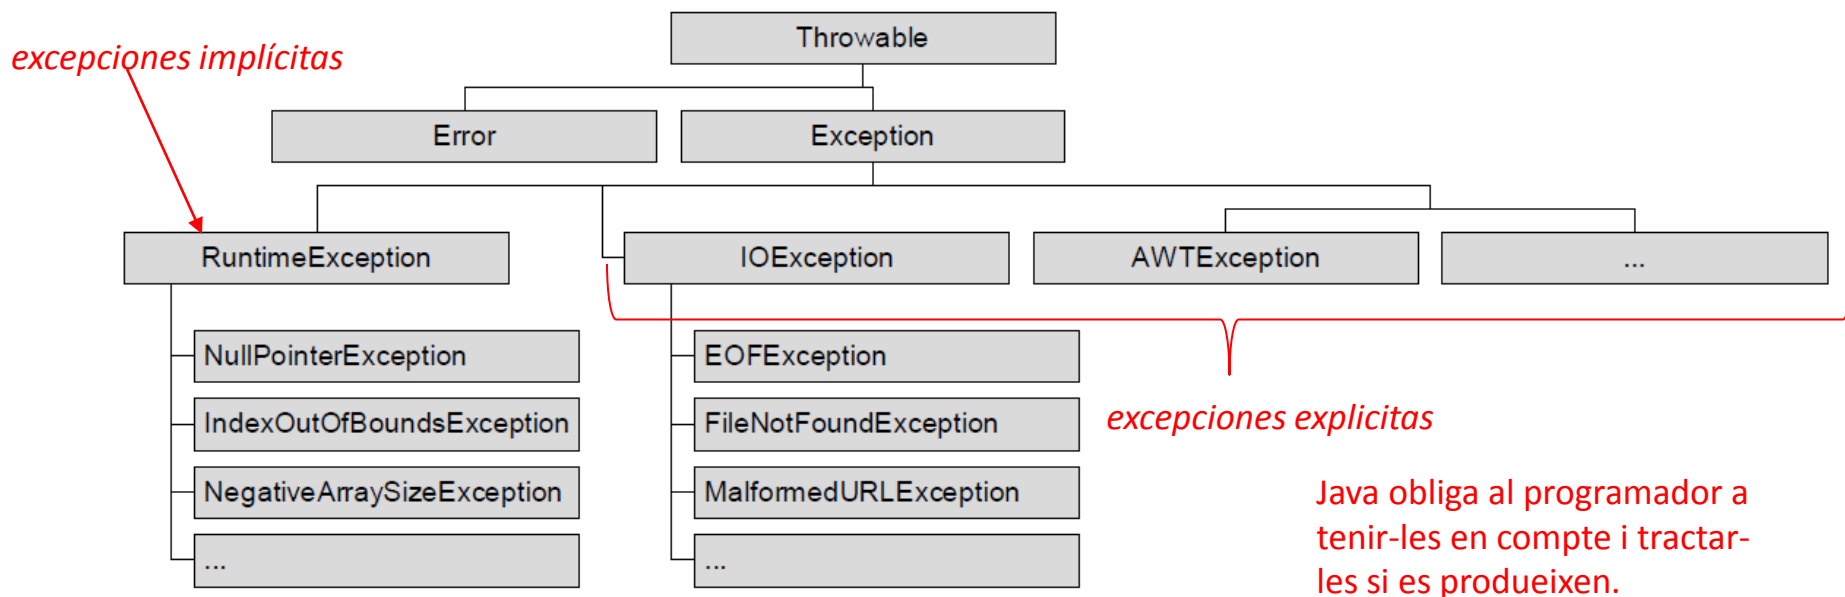 Throwable
excepciones implícitas
Error
Exception
RuntimeException
IOException
AWTException
...
NullPointerException
EOFException
IndexOutOfBoundsException
FileNotFoundException
excepciones explicitas
NegativeArraySizeException
MalformedURLException
...
...
Java obliga al programador a
tenir-les en compte i tractar-
les si es produeixen.